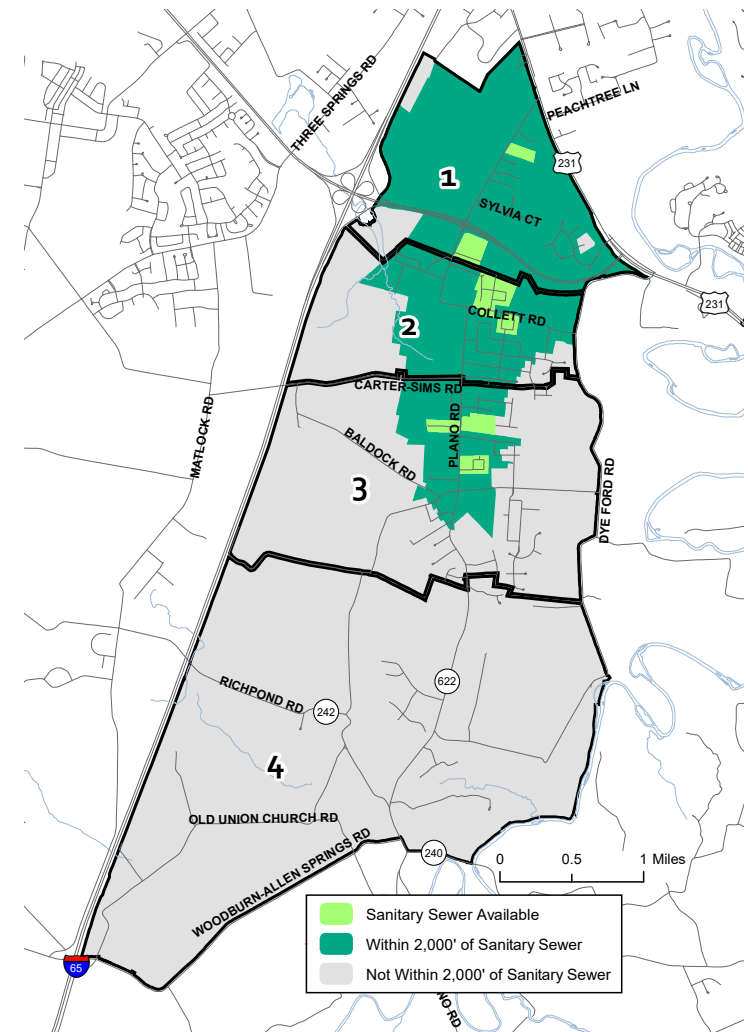 THREE SPRINGS RD
PEACHTREE LN
231
1
SYLVIA CT
231
COLLETT RD
2
CARTER-SIMS RD
MATLOCK RD
PLANO RD
BALDOCK RD
3
DYE FORD RD
622
RICHPOND RD
242
4
OLD UNION CHURCH RD
WOODBURN-ALLEN SPRINGS RD
240
0 0.5 1 Miles
Sanitary Sewer Available
Within 2,000' of Sanitary Sewer
Not Within 2,000' of Sanitary Sewer
65
NO RD